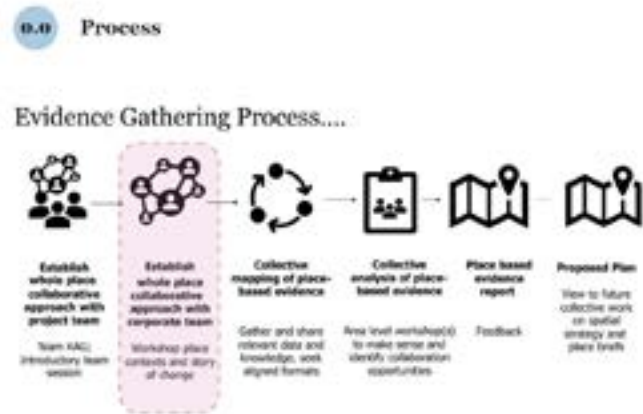 0.0 Process
Evidence Gathering Process....
Establish
whole place
collaborative
approach with
project team
Team KAG;
introductory team
session
Establish
whole place
collaborative
approach with
corporate team
Workshop place
contexts and story
of change
Collective
mapping of place-
based evidence
Gather and share
relevant data and
knowledge, seek
aligned formats
Collective
analysis of place-
based evidence
Area level workshop(s)
to make sense and
identify collaboration
opportunities
Place based
evidence
report
Feedback
Proposed Plan
View to future
collective work
on spatial
strategy and
place briefs